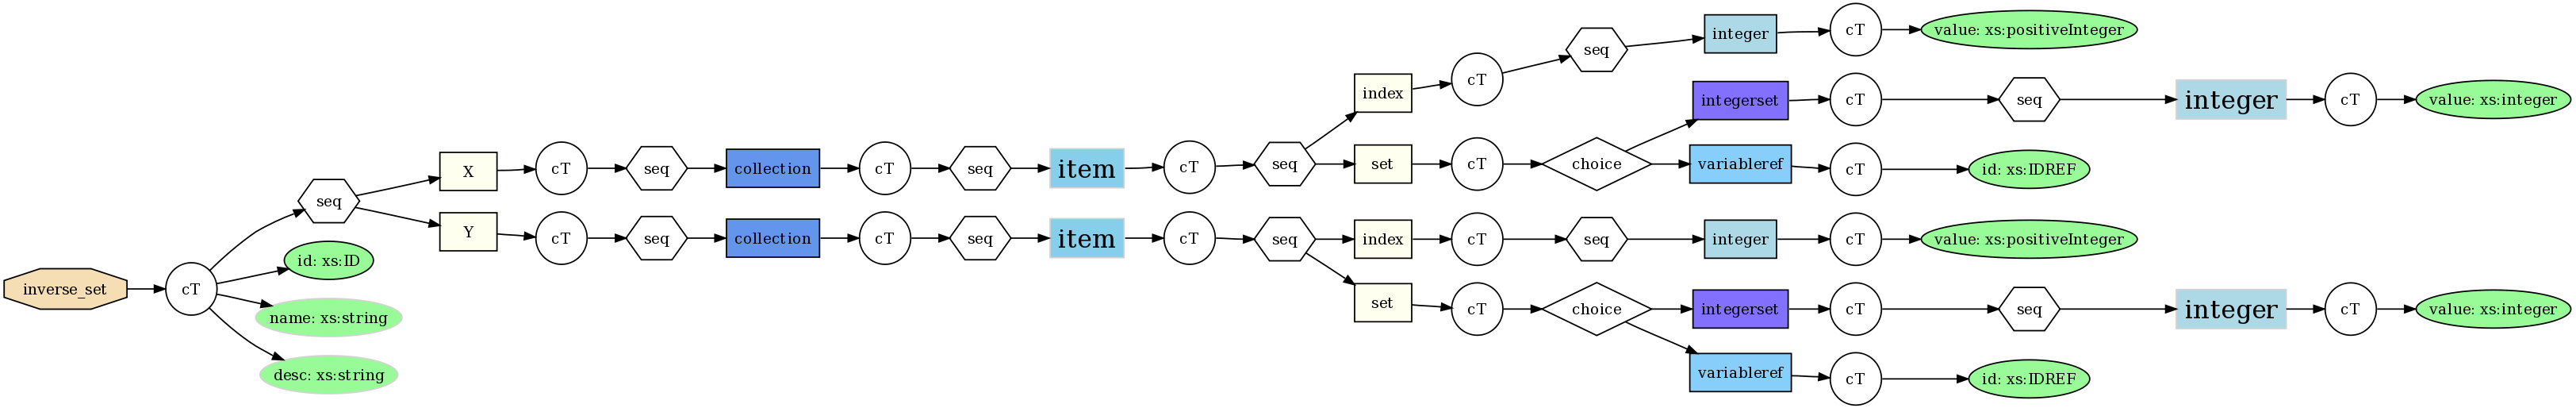 inverse_set
cT
seq
id: xs:ID
name: xs:string
desc: xs:string
X
cT
seq
collection
cT
seq
item
cT
seq
index
cT
seq
integer
cT
value: xs:positiveInteger
set
cT
choice
integerset
cT
seq
integer
cT
value: xs:integer
variableref
cT
id: xs:IDREF
Y
cT
seq
collection
cT
seq
item
cT
seq
index
cT
seq
integer
cT
value: xs:positiveInteger
set
cT
choice
integerset
cT
seq
integer
cT
value: xs:integer
variableref
cT
id: xs:IDREF